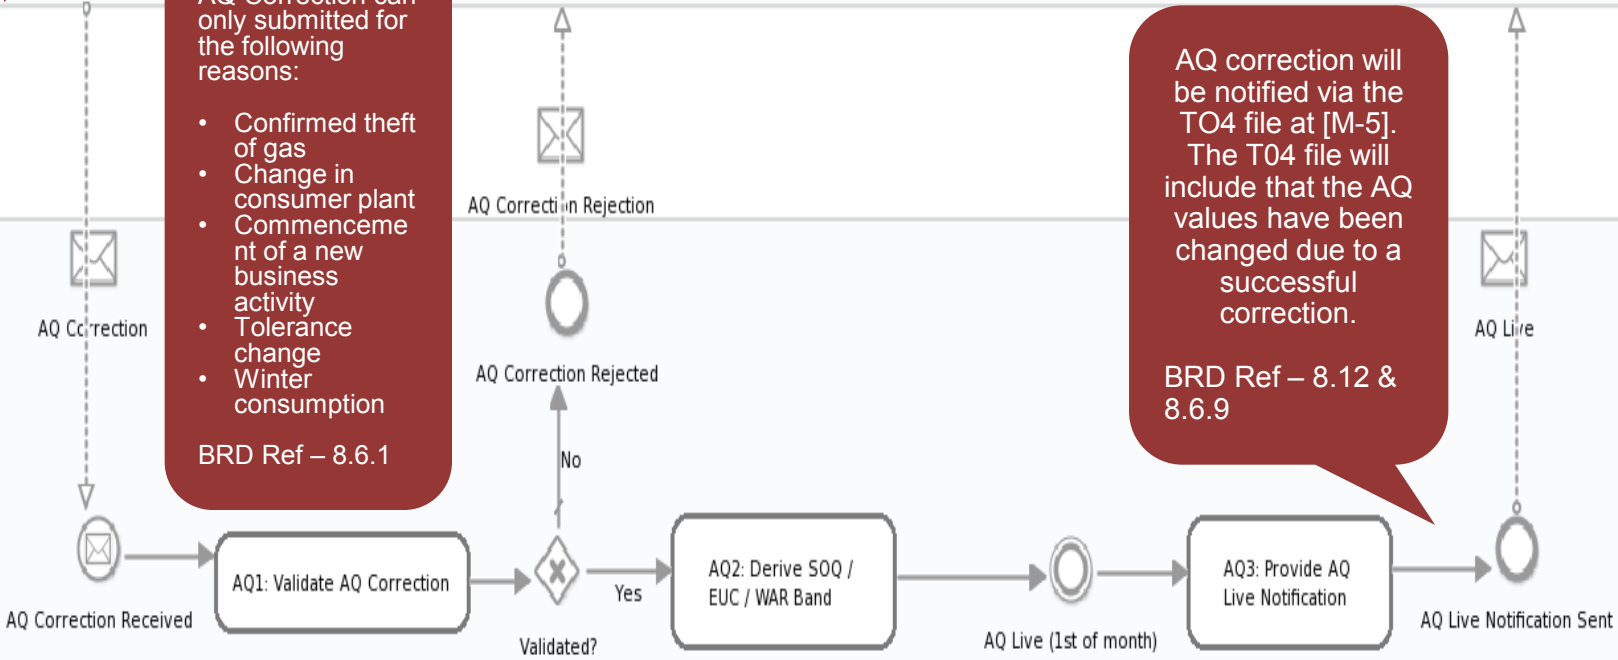 AQ Correction can
only submitted for
the following
reasons:
• Confirmed theft
of gas
• Change in
consumer plant
• Commenceme
nt of a new
business
activity
• Tolerance
change
• Winter
consumption
BRD Ref – 8.6.1
AQ correction will
be notified via the
TO4 file at [M-5].
The T04 file will
include that the AQ
values have been
changed due to a
successful
correction.
BRD Ref – 8.12 &
8.6.9
AQ Correction Rejection
AQ Correction
AQ Live
AQ Correction Rejected
No
AQ1: Validate AQ Correction
Yes
AQ2: Derive SOQ /
EUC / WAR Band
AQ3: Provide AQ
Live Notification
AQ Correction Received
Validated?
AQ Live (1st of month)
AQ Live Notification Sent